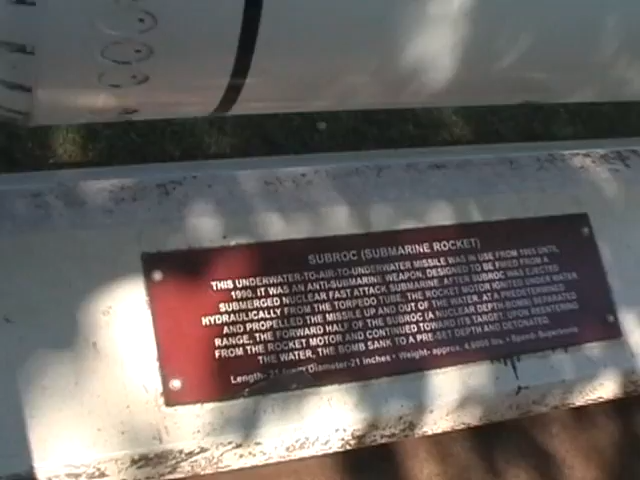 SUBROC (SUBMARINE ROCKET)
THIS UNDERWATER-TO-AIR-TO-UNDERWATER MISSILE WAS IN USE FROM 1965 UNTIL
1990. IT WAS AN ANTI-SUBMARINE WEAPON, DESIGNED TO BE FIRED FROM A
SUBMERGED NUCLEAR FAST ATTACK SUBMARINE. AFTER SUBROC WAS EJECTED
HYDRAULICALLY FROM THE TORPEDO TUBE, THE ROCKET MOTOR IGNITED UNDER WATER
AND PROPELLED THE MISSILE UP AND OUT OF THE WATER. AT A PREDETERMINED
RANGE, THE FORWARD HALF OF THE SUBROC (A NUCLEAR DEPTH BOMB) SEPARATED
FROM THE ROCKET MOTOR AND CONTINUED TOWARD ITS TARGET. UPON REENTERING
THE WATER, THE BOMB SANK TO A PRE-SET DEPTH AND DETONATED.
Length- 21 Diameter-21 inches • Weight- approx. 4,000 lbs • Speed-